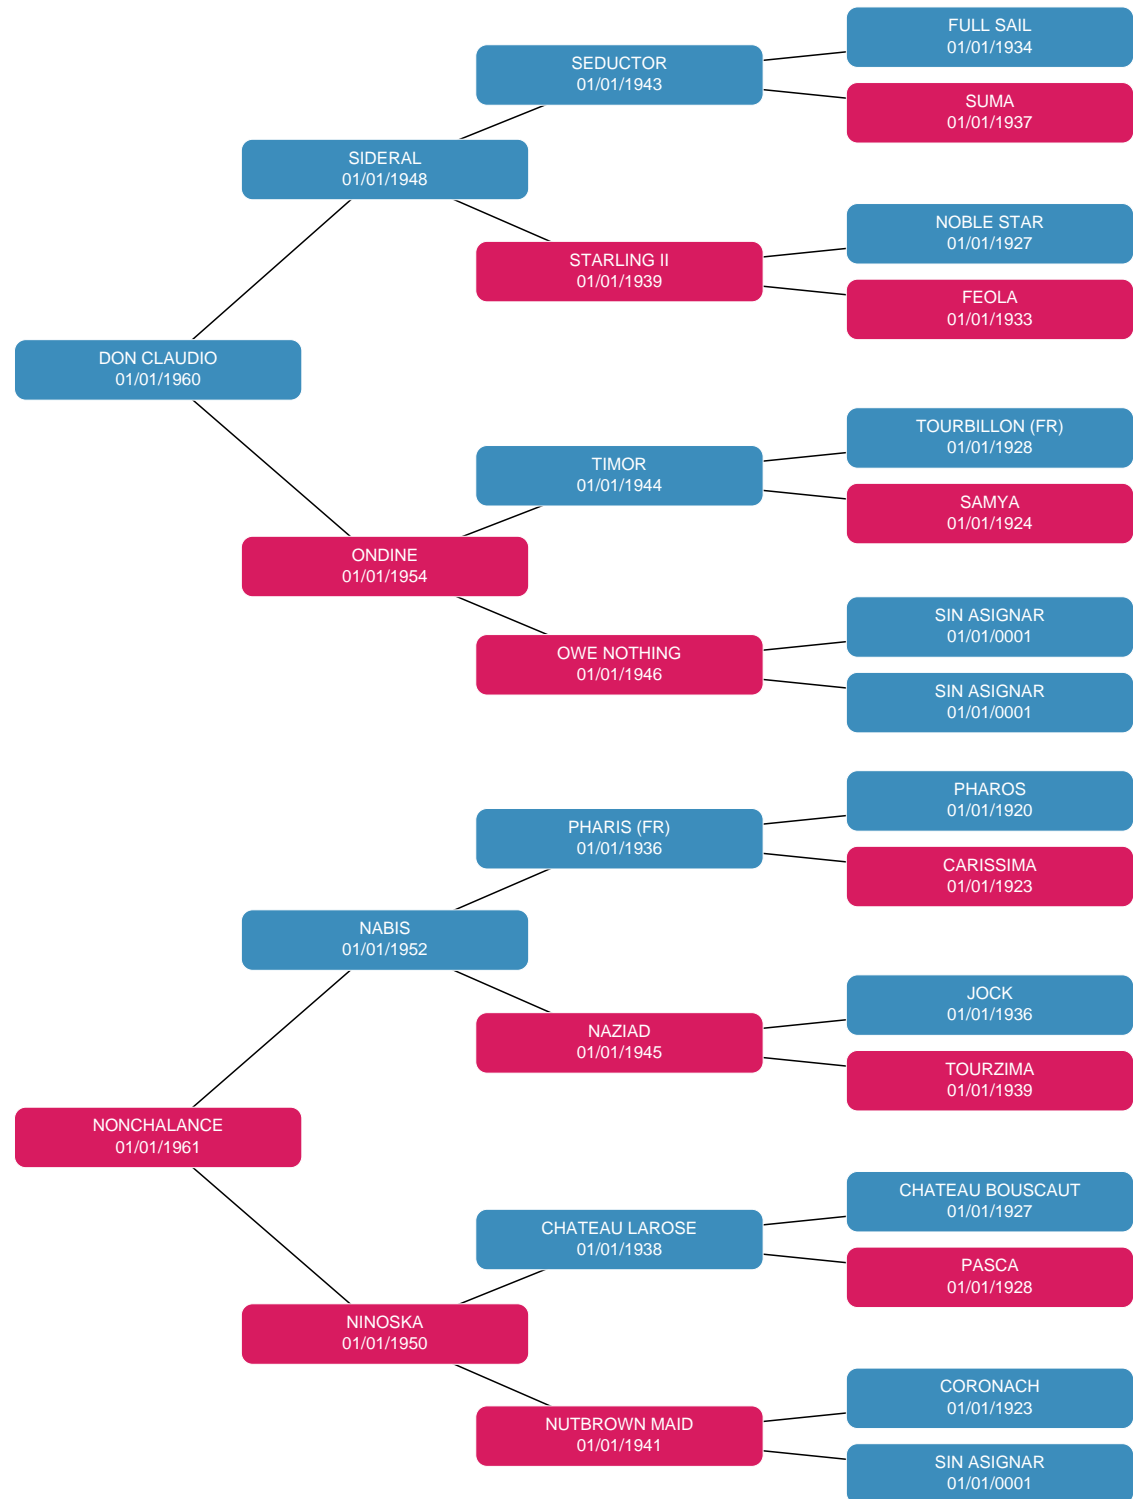 FULL SAIL
01/01/1934
SEDUCTOR
01/01/1943
SUMA
01/01/1937
SIDERAL
01/01/1948
NOBLE STAR
01/01/1927
STARLING II
01/01/1939
FEOLA
01/01/1933
DON CLAUDIO
01/01/1960
TOURBILLON (FR)
01/01/1928
TIMOR
01/01/1944
SAMYA
01/01/1924
ONDINE
01/01/1954
SIN ASIGNAR
01/01/0001
OWE NOTHING
01/01/1946
SIN ASIGNAR
01/01/0001
PHAROS
01/01/1920
PHARIS (FR)
01/01/1936
CARISSIMA
01/01/1923
NABIS
01/01/1952
JOCK
01/01/1936
NAZIAD
01/01/1945
TOURZIMA
01/01/1939
NONCHALANCE
01/01/1961
CHATEAU BOUSCAUT
01/01/1927
CHATEAU LAROSE
01/01/1938
PASCA
01/01/1928
NINOSKA
01/01/1950
CORONACH
01/01/1923
NUTBROWN MAID
01/01/1941
SIN ASIGNAR
01/01/0001